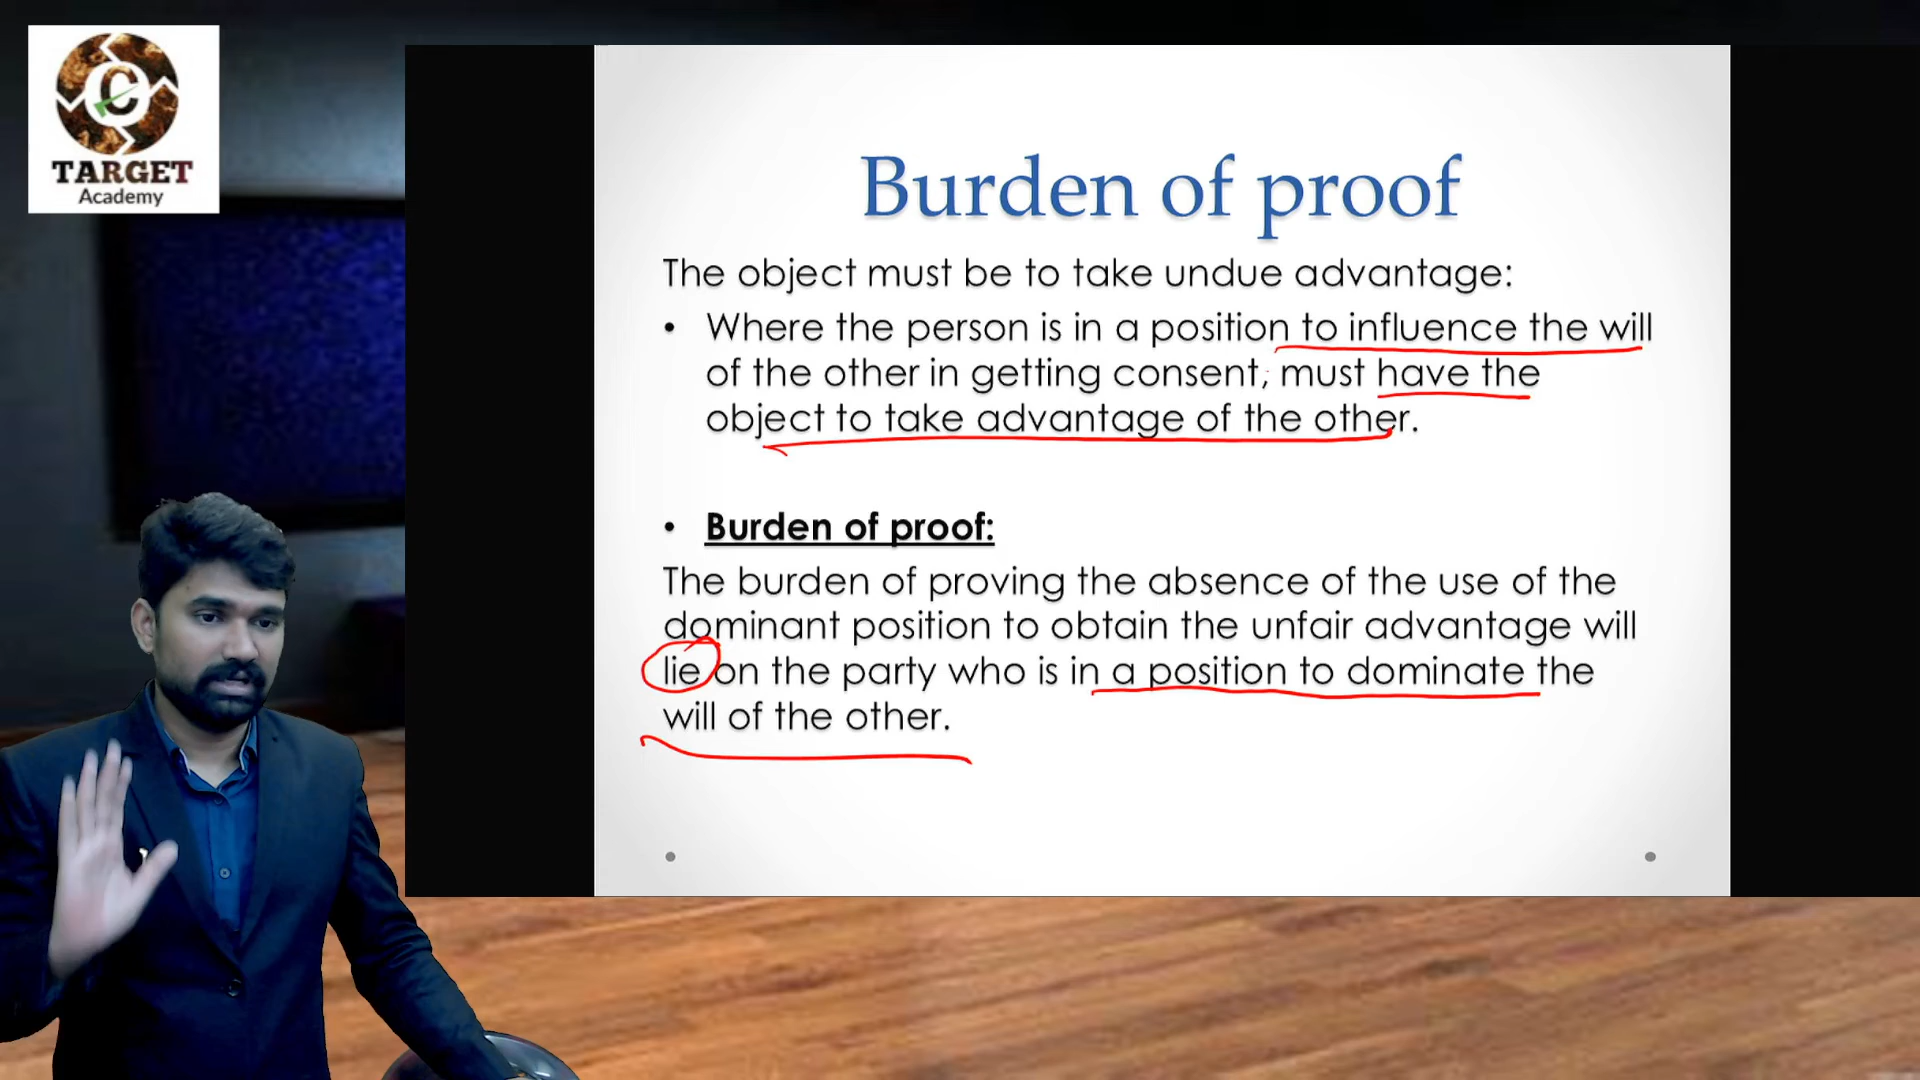 C
TARGET
Academy
Burden of proof
The object must be to take undue advantage:
• Where the person is in a position to influence the will
of the other in getting consent, must have the
object to take advantage of the other.
• Burden of proof:
The burden of proving the absence of the use of the
dominant position to obtain the unfair advantage will
lie on the party who is in a position to dominate the
will of the other.